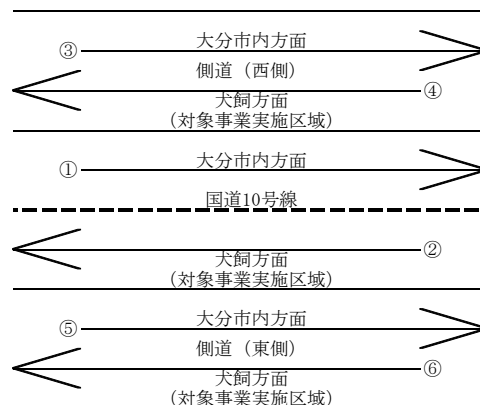 大分市内方面
③
側道（西側）
④
犬飼方面
（対象事業実施区域）
大分市内方面
①
国道10号線
②
犬飼方面
（対象事業実施区域）
大分市内方面
⑤
側道（東側）
⑥
犬飼方面
（対象事業実施区域）